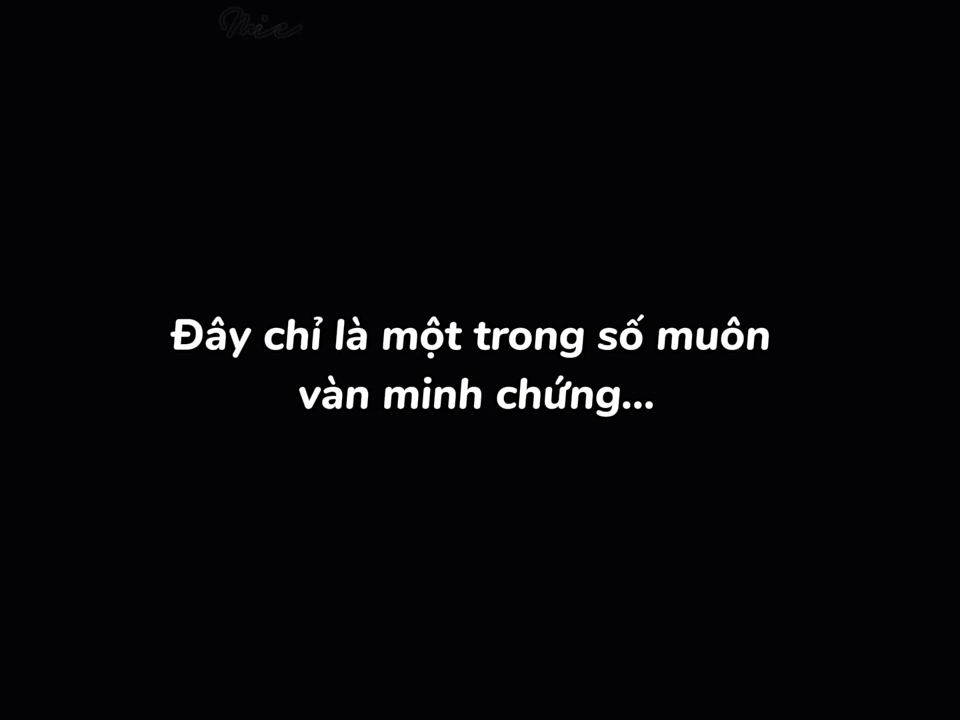 Đây chỉ là một trong số muôn
vàn minh chứng...